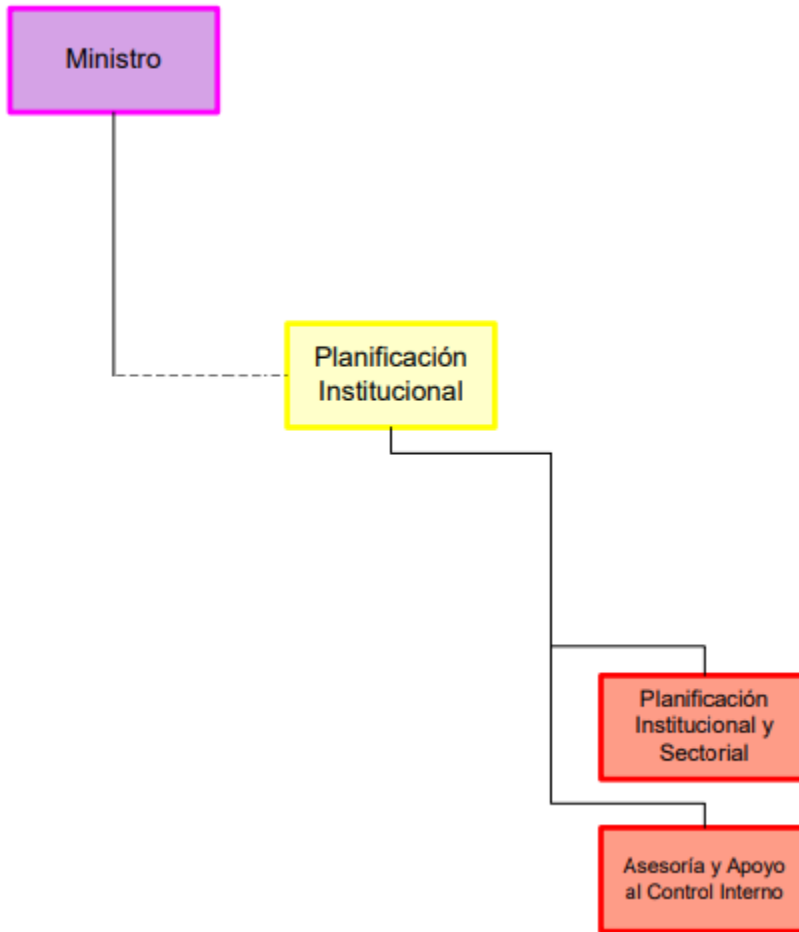 Ministro
Planificación
Institucional
Planificación
Institucional y
Sectorial
Asesoría y Apoyo
al Control Interno